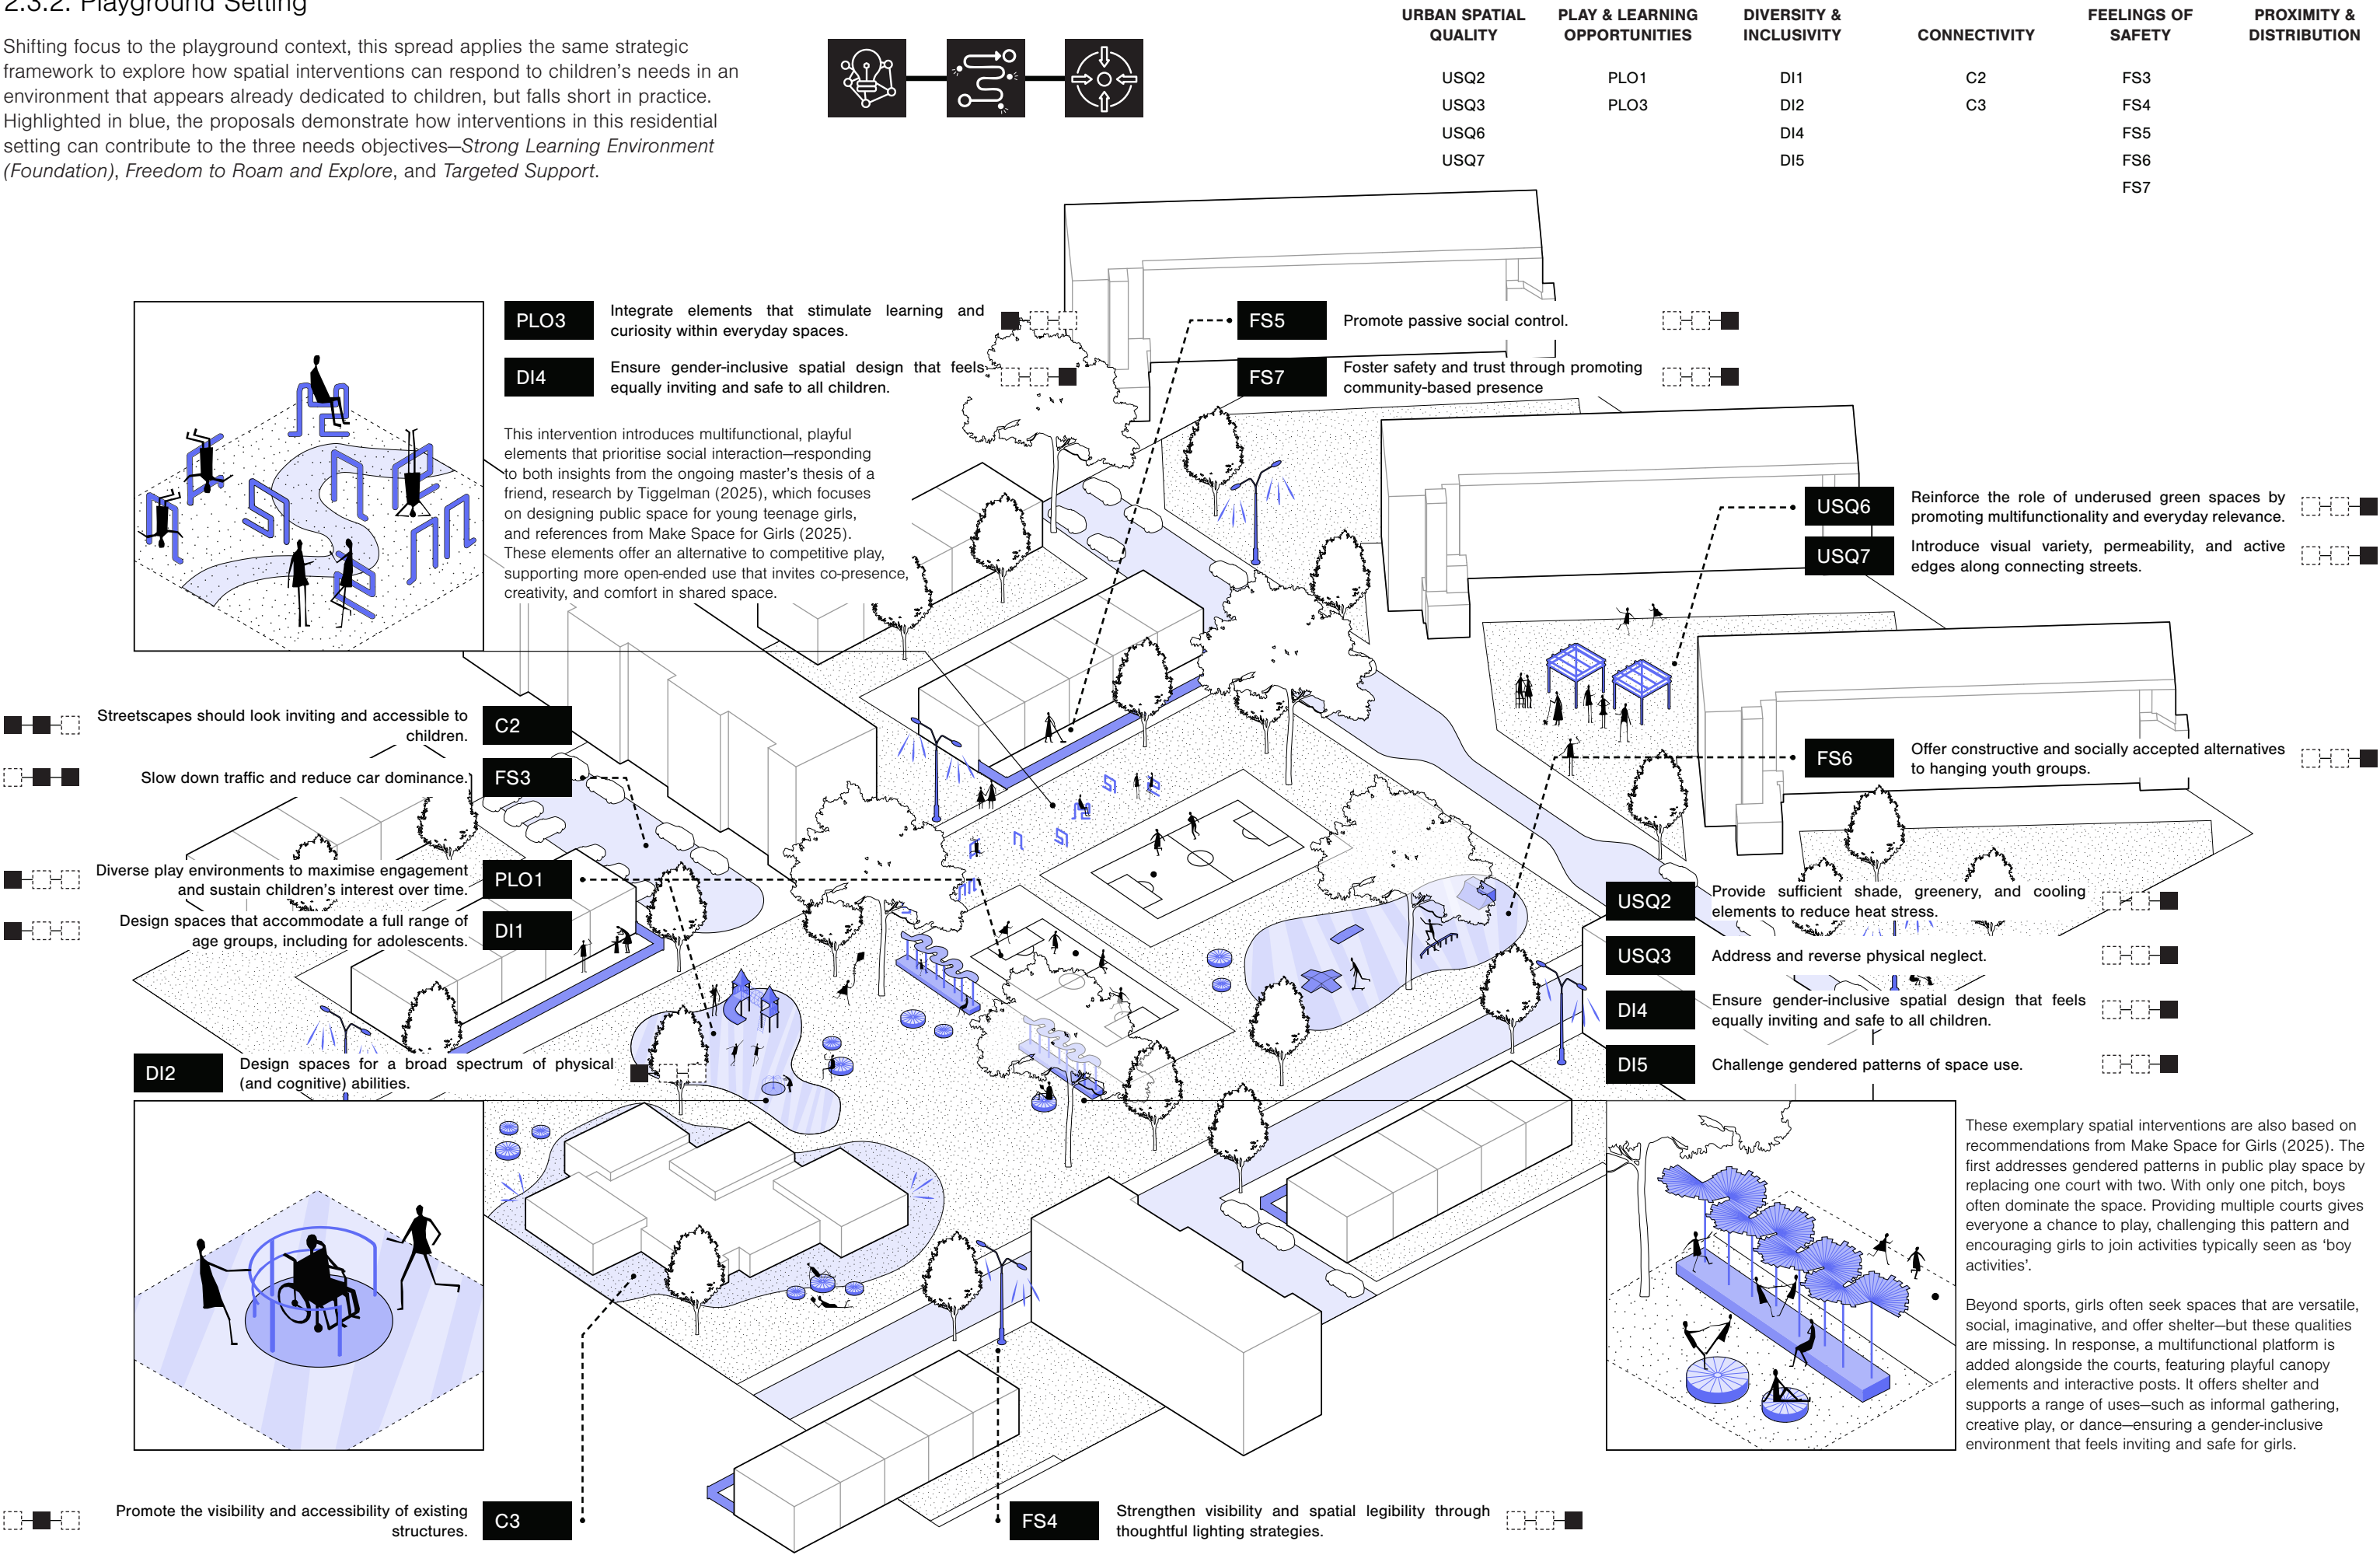 2.3.2. Playground Setting
Shifting focus to the playground context, this spread applies the same strategic
framework to explore how spatial interventions can respond to children's needs in an
environment that appears already dedicated to children, but falls short in practice.
Highlighted in blue, the proposals demonstrate how interventions in this residential
setting can contribute to the three needs objectives—Strong Learning Environment
(Foundation), Freedom to Roam and Explore, and Targeted Support.
URBAN SPATIAL
QUALITY
USQ2
USQ3
USQ6
USQ7
PLAY & LEARNING
OPPORTUNITIES
PLO1
PLO3
DIVERSITY &
INCLUSIVITY
DI1
DI2
DI4
DI5
CONNECTIVITY
C2
C3
FEELINGS OF
SAFETY
FS3
FS4
FS5
FS6
FS7
PROXIMITY &
DISTRIBUTION
PLO3
Integrate elements that stimulate learning and
curiosity within everyday spaces.
DI4
Ensure gender-inclusive spatial design that feels
equally inviting and safe to all children.
This intervention introduces multifunctional, playful
elements that prioritise social interaction—responding
to both insights from the ongoing master's thesis of a
friend, research by Tiggelman (2025), which focuses
on designing public space for young teenage girls,
and references from Make Space for Girls (2025).
These elements offer an alternative to competitive play,
supporting more open-ended use that invites co-presence,
creativity, and comfort in shared space.
FS5
Promote passive social control.
FS7
Foster safety and trust through promoting
community-based presence
USQ6
Reinforce the role of underused green spaces by
promoting multifunctionality and everyday relevance.
USQ7
Introduce visual variety, permeability, and active
edges along connecting streets.
Streetscapes should look inviting and accessible to
children.
C2
Slow down traffic and reduce car dominance.
FS3
FS6
Offer constructive and socially accepted alternatives
to hanging youth groups.
Diverse play environments to maximise engagement
and sustain children's interest over time.
PLO1
Design spaces that accommodate a full range of
age groups, including for adolescents.
DI1
USQ2
Provide sufficient shade, greenery, and cooling
elements to reduce heat stress.
USQ3
Address and reverse physical neglect.
DI4
Ensure gender-inclusive spatial design that feels
equally inviting and safe to all children.
DI5
Challenge gendered patterns of space use.
DI2
Design spaces for a broad spectrum of physical
(and cognitive) abilities.
These exemplary spatial interventions are also based on
recommendations from Make Space for Girls (2025). The
first addresses gendered patterns in public play space by
replacing one court with two. With only one pitch, boys
often dominate the space. Providing multiple courts gives
everyone a chance to play, challenging this pattern and
encouraging girls to join activities typically seen as 'boy
activities'.
Beyond sports, girls often seek spaces that are versatile,
social, imaginative, and offer shelter—but these qualities
are missing. In response, a multifunctional platform is
added alongside the courts, featuring playful canopy
elements and interactive posts. It offers shelter and
supports a range of uses—such as informal gathering,
creative play, or dance—ensuring a gender-inclusive
environment that feels inviting and safe for girls.
Promote the visibility and accessibility of existing
structures.
C3
FS4
Strengthen visibility and spatial legibility through
thoughtful lighting strategies.